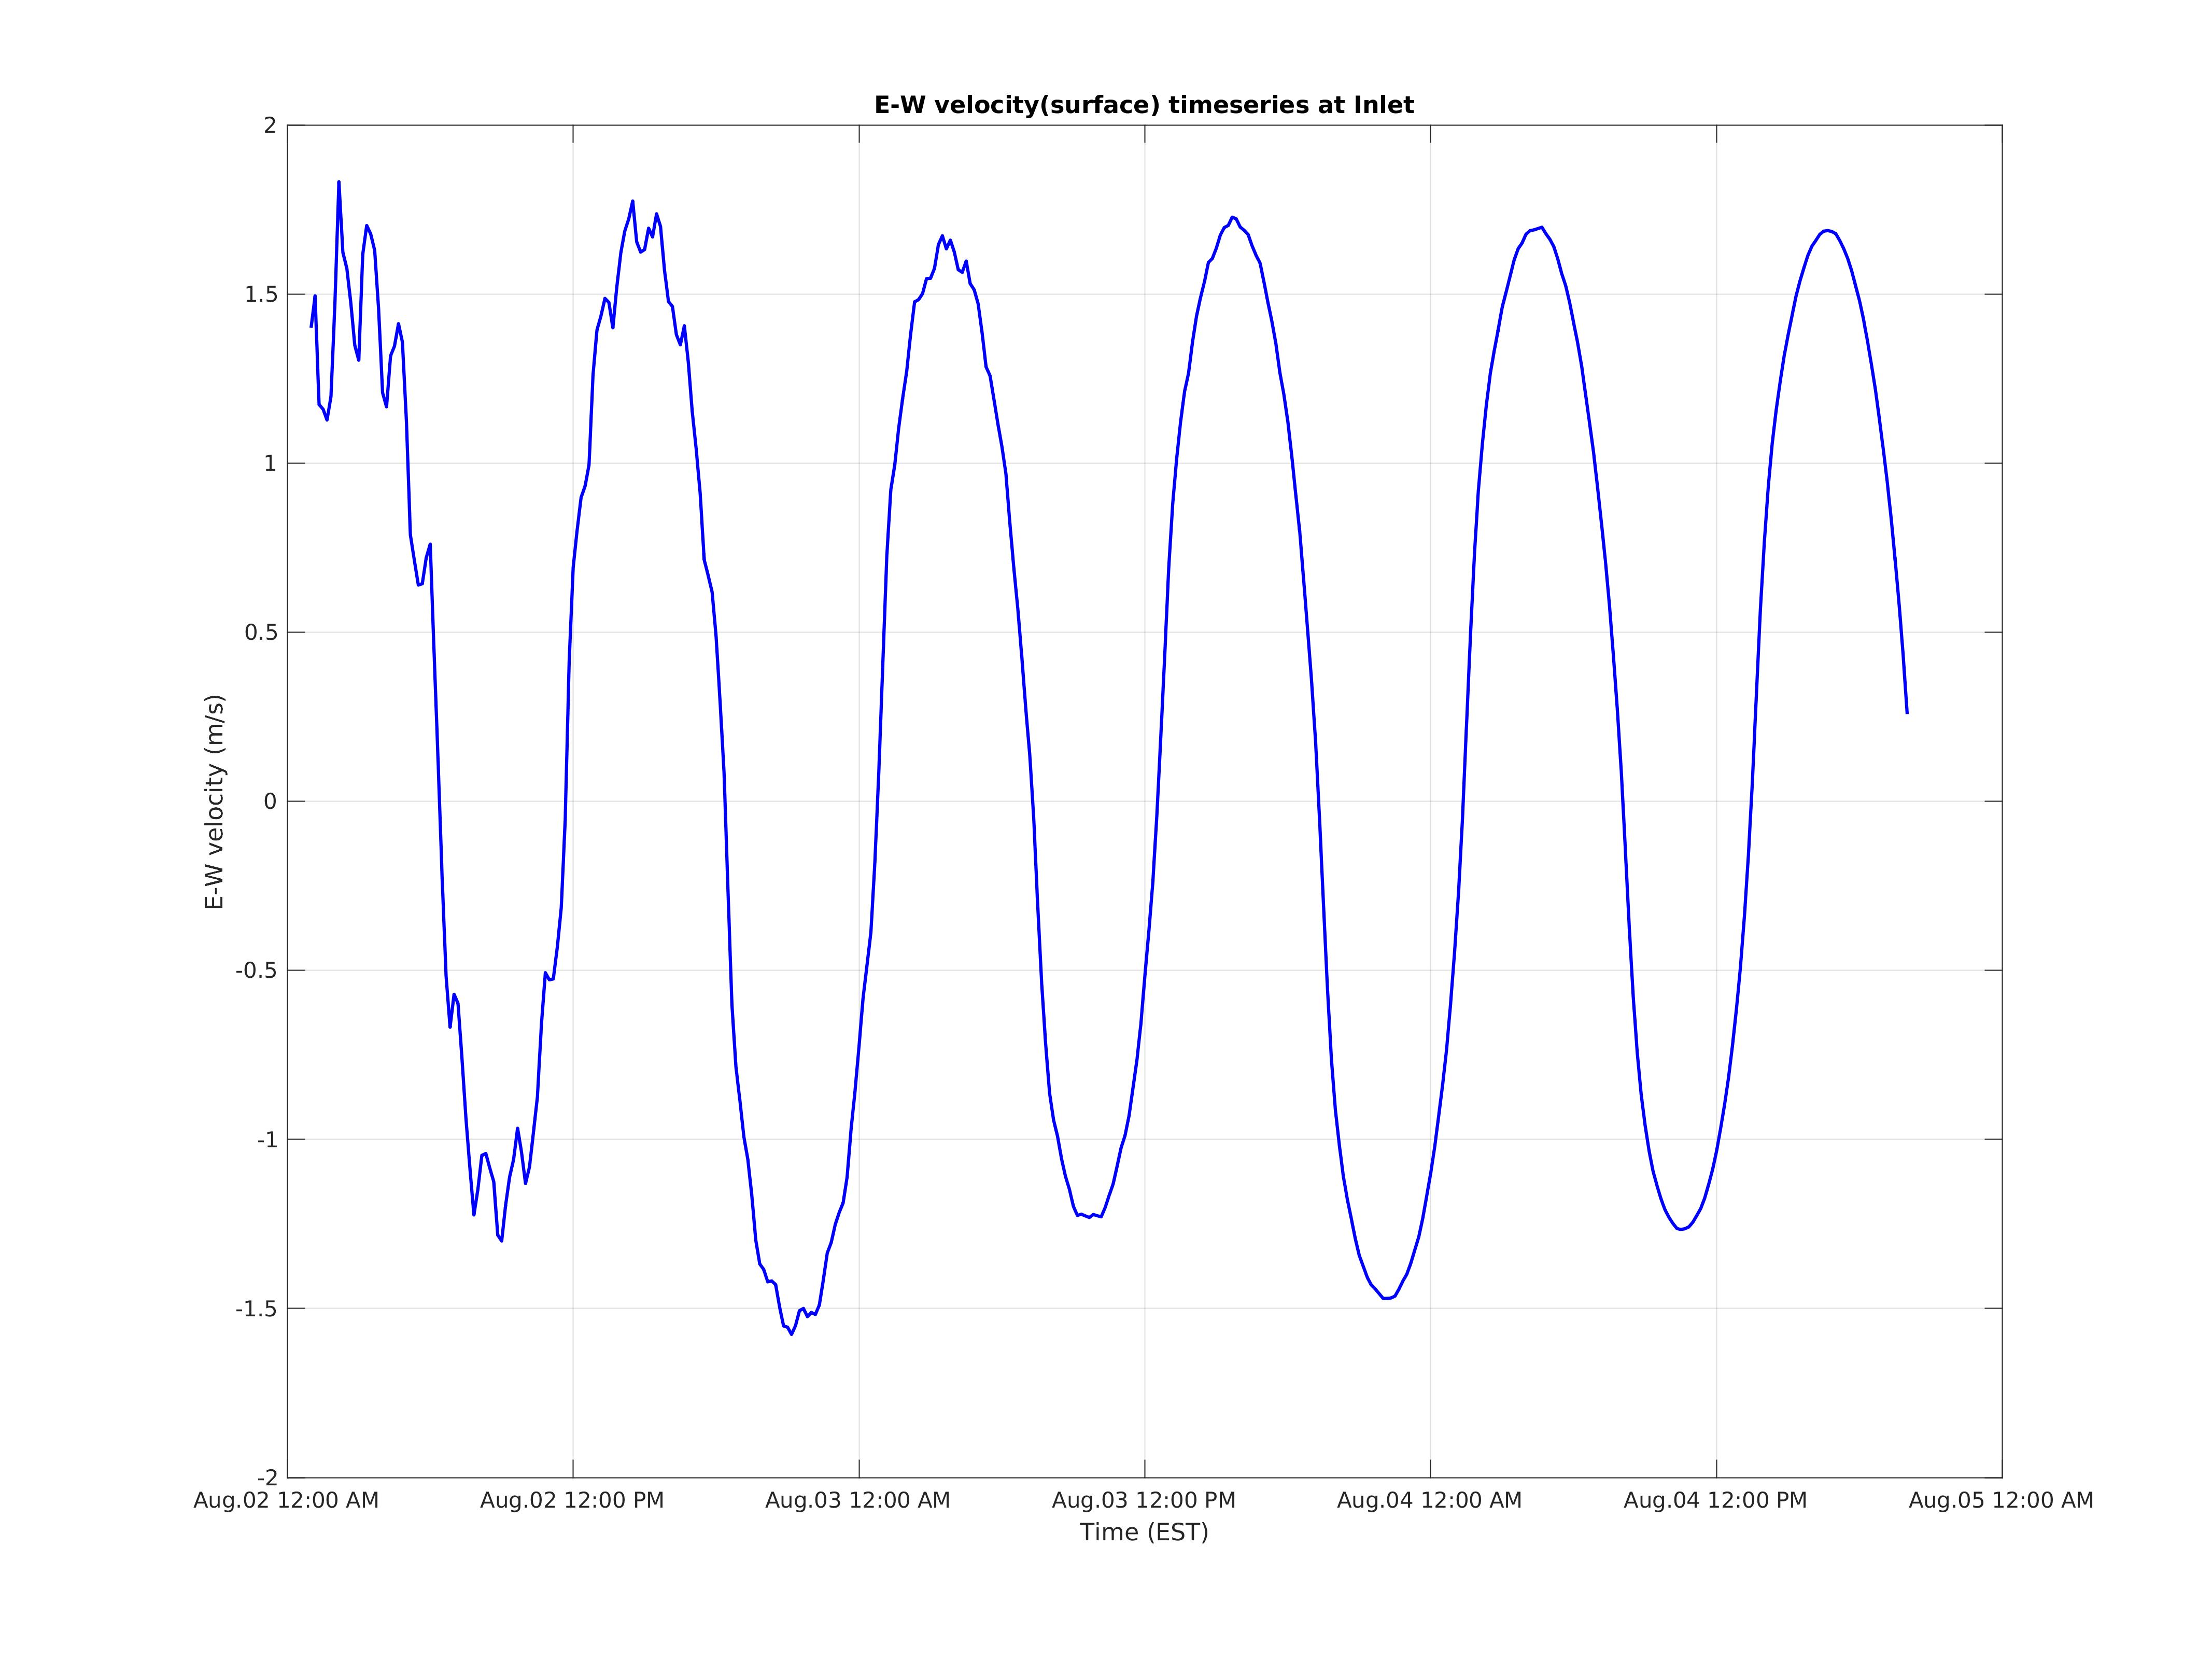 E-W velocity(surface) timeseries at Inlet
2
1.5
1
0.5
0
-0.5
-1
-1.5
-2
E-W velocity (m/s)
Aug.02 12:00 AM Aug.02 12:00 PM Aug.03 12:00 AM Aug.03 12:00 PM Aug.04 12:00 AM Aug.04 12:00 PM Aug.05 12:00 AM
Time (EST)